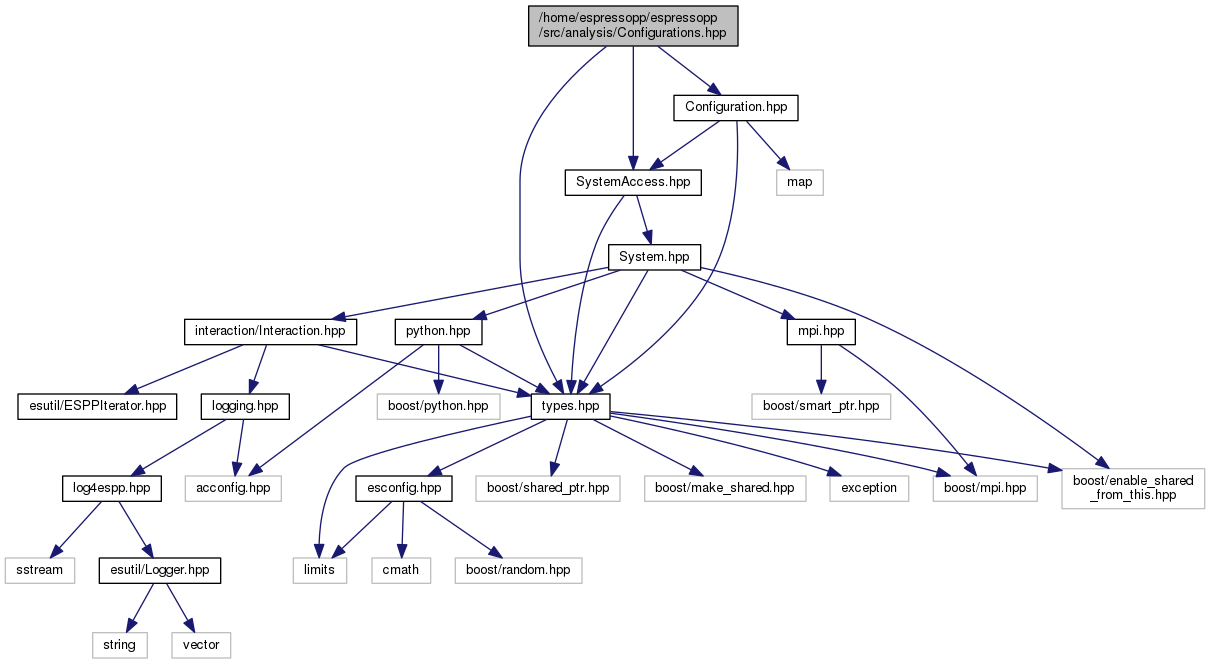 /home/espressopp/espressopp
/src/analysis/Configurations.hpp
Configuration.hpp
SystemAccess.hpp
map
System.hpp
interaction/Interaction.hpp
python.hpp
mpi.hpp
esutil/ESPPIterator.hpp
logging.hpp
boost/python.hpp
types.hpp
boost/smart_ptr.hpp
log4espp.hpp
acconfig.hpp
esconfig.hpp
boost/shared_ptr.hpp
boost/make_shared.hpp
exception
boost/mpi.hpp
boost/enable_shared
_from_this.hpp
sstream
esutil/Logger.hpp
limits
cmath
boost/random.hpp
string
vector